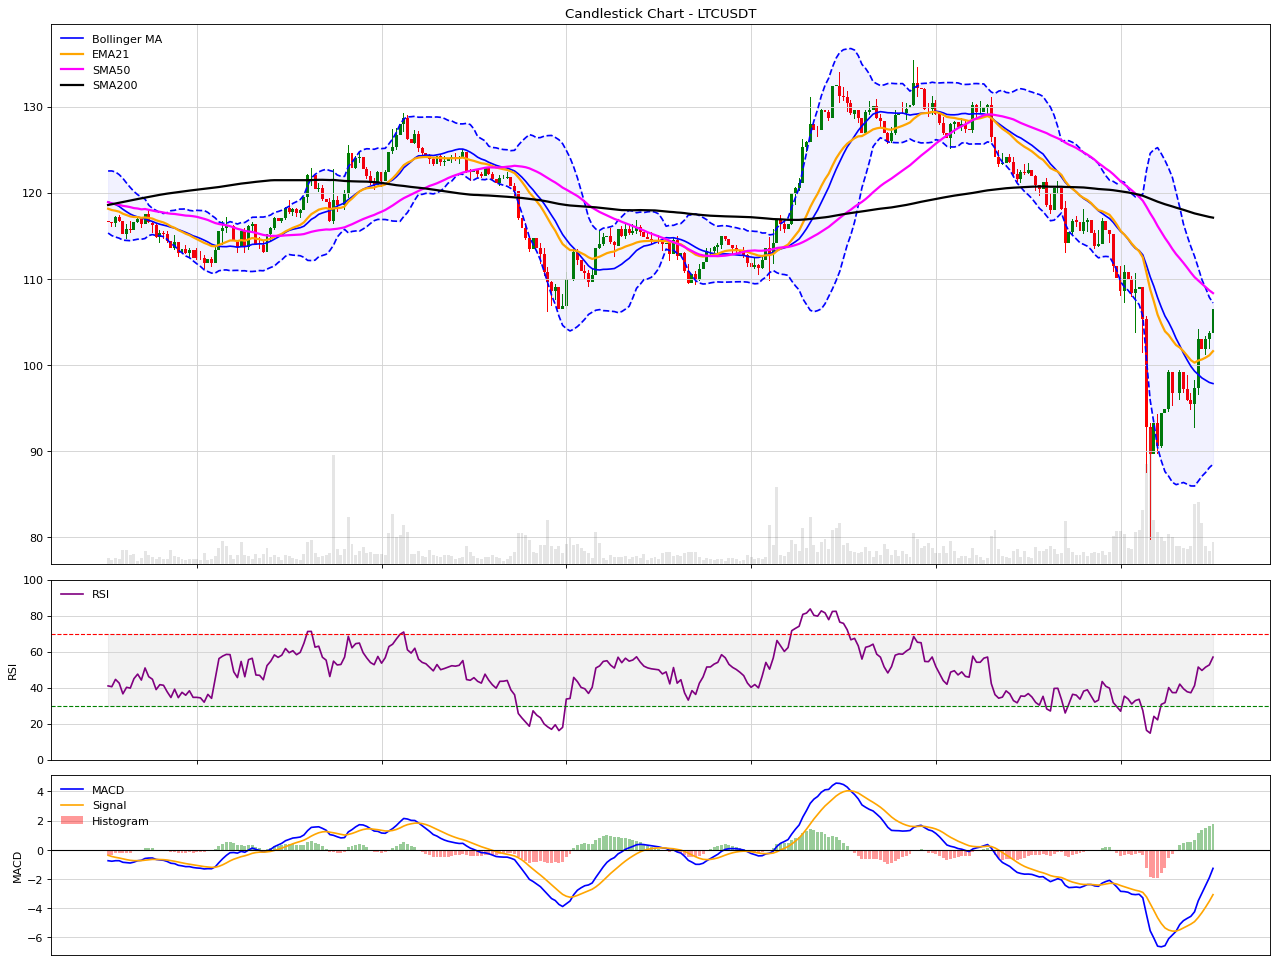 Candlestick Chart - LTCUSDT
Bollinger MA
EMA21
SMA50
SMA200
130
120
110
100
90
80
100
80
60
40
20
0
RSI
RSI
4
2
0
−2
−4
−6
MACD
MACD
Signal
Histogram